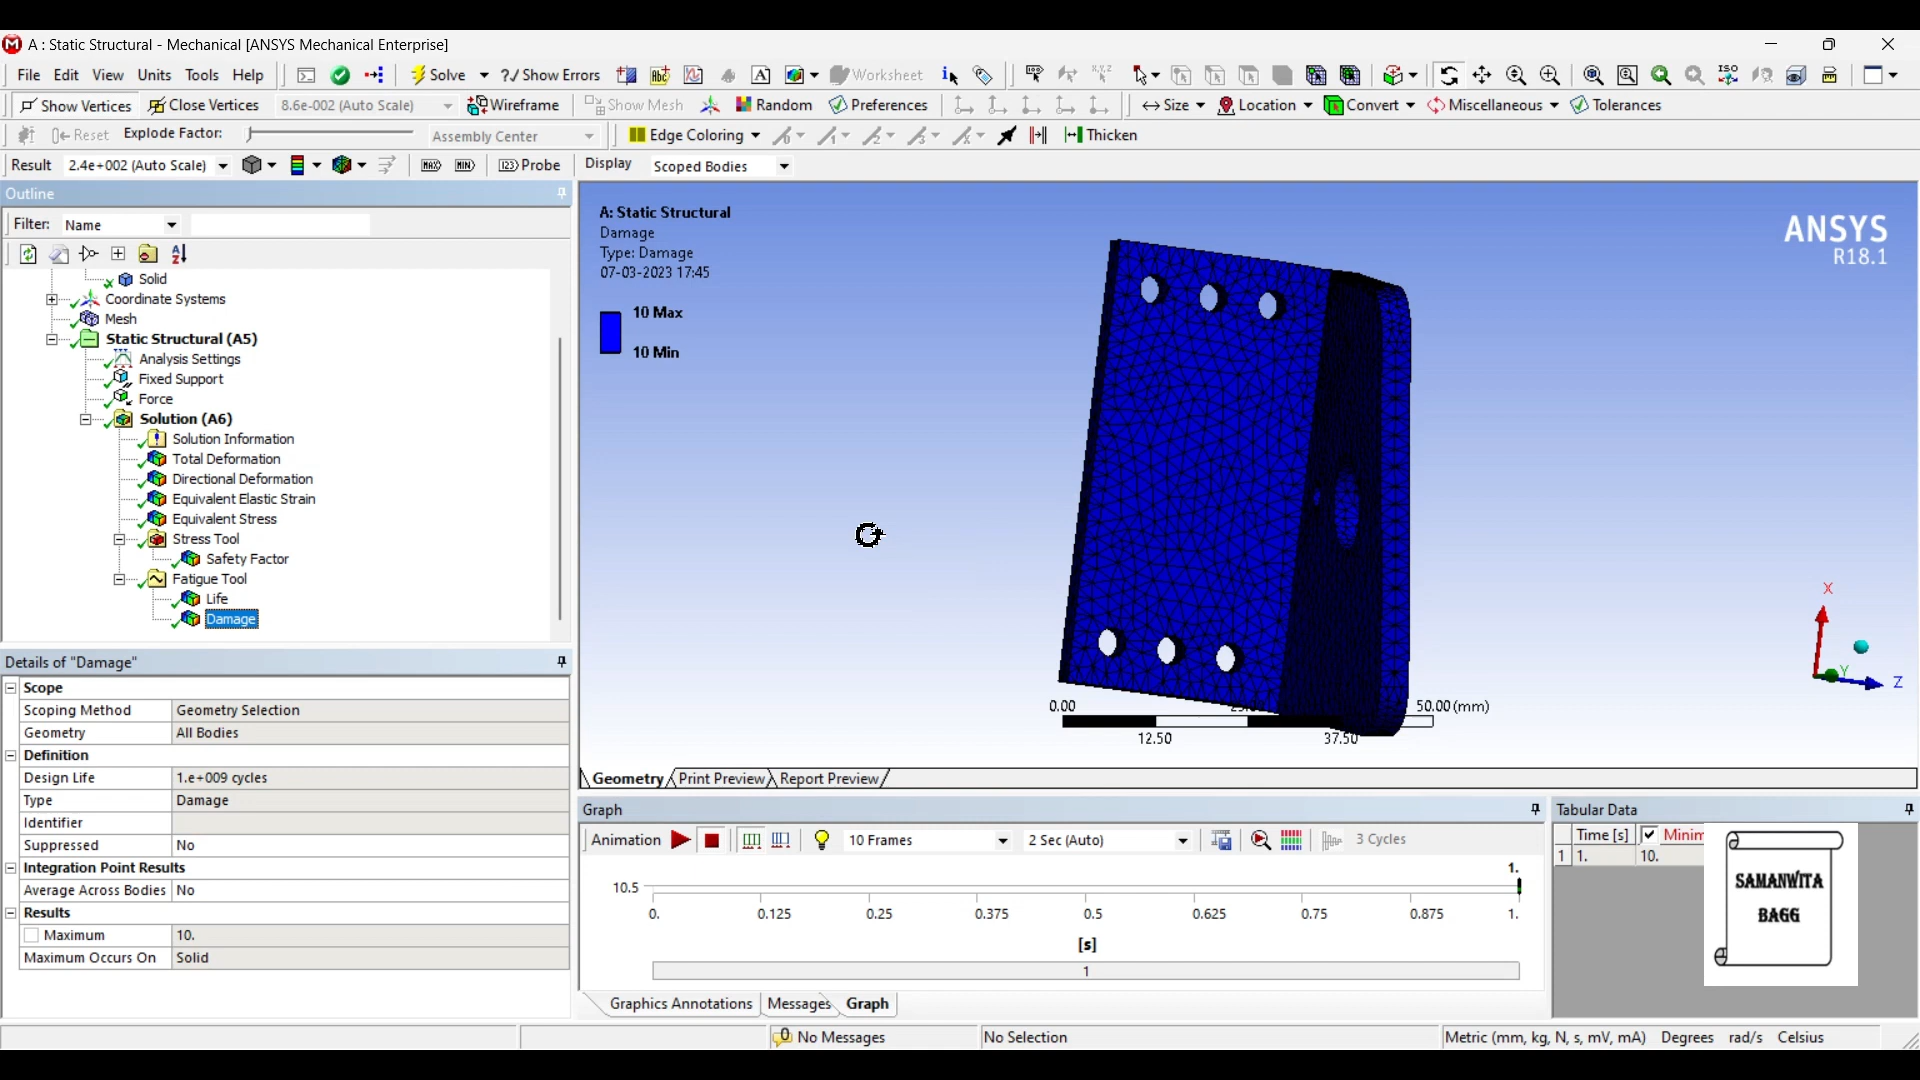 A : Static Structural - Mechanical [ANSYS Mechanical Enterprise]
File Edit View Units Tools Help Solve ?/ Show Errors Worksheet
Show Vertices Close Vertices 8.6e-002 (Auto Scale) Wireframe Show Mesh Random Preferences Size Location Convert Miscellaneous Tolerances
Reset Explode Factor: Assembly Center Edge Coloring Thicken
Result 2.4e+002 (Auto Scale) MAX MIN Probe Display Scoped Bodies
Outline
Filter: Name
Solid
Coordinate Systems
Mesh
Static Structural (A5)
Analysis Settings
Fixed Support
Force
Solution (A6)
Solution Information
Total Deformation
Directional Deformation
Equivalent Elastic Strain
Equivalent Stress
Stress Tool
Safety Factor
Fatigue Tool
Life
Damage
Details of "Damage"
Scope
Scoping Method Geometry Selection
Geometry All Bodies
Definition
Design Life 1.e+009 cycles
Type Damage
Identifier
Suppressed No
Integration Point Results
Average Across Bodies No
Results
Maximum 10.
Maximum Occurs On Solid
A: Static Structural
Damage
Type: Damage
07-03-2023 17:45
10 Max
10 Min
ANSYS
R18.1
X
Y
Z
0.00 50.00 (mm)
12.50 37.50
Geometry Print Preview Report Preview
Graph
Animation 10 Frames 2 Sec (Auto) 3 Cycles
1.
10.5
0. 0.125 0.25 0.375 0.5 0.625 0.75 0.875 1.
[s]
1
Graphics Annotations Messages Graph
Tabular Data
Time [s] Minim
1 1. 10.
SAMANWITA
BAGG
No Messages No Selection Metric (mm, kg, N, s, mV, mA) Degrees rad/s Celsius